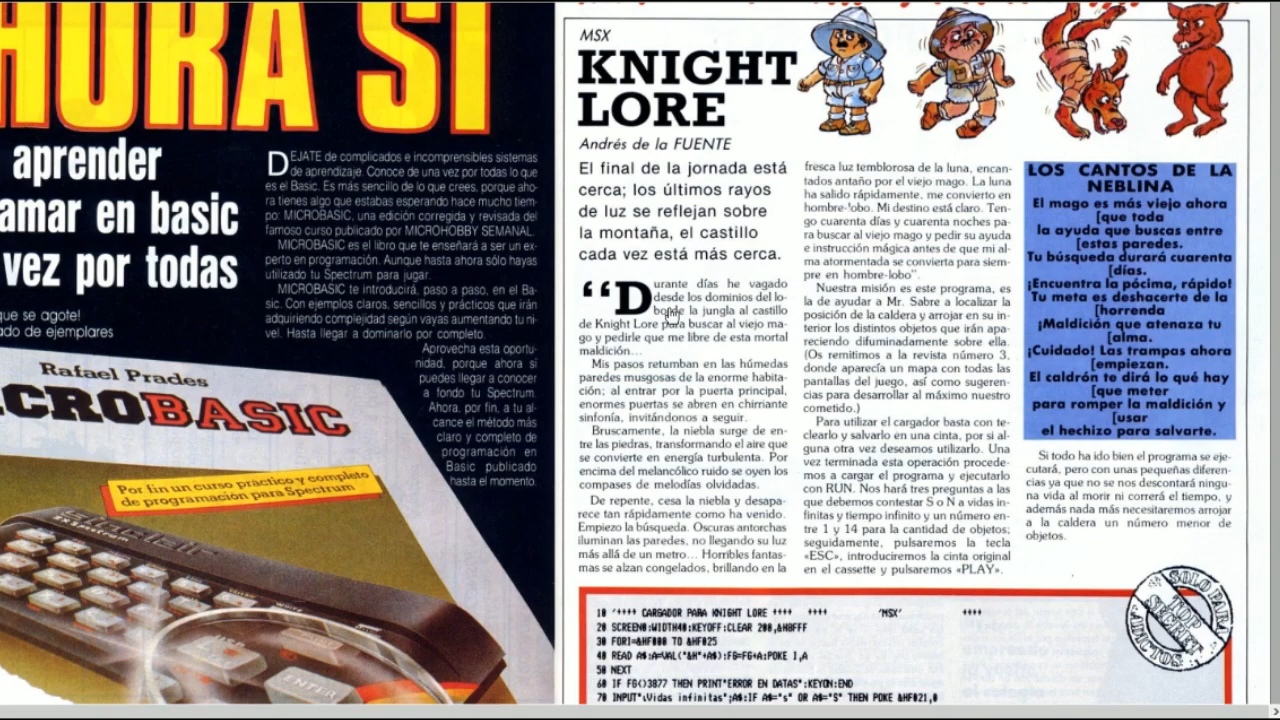 HORA SI
aprender
amar en basic
vez por todas
que se agote!
ado de ejemplares
DEJATE de complicados e incomprensibles sistemas
de aprendizaje. Conoce de una vez por todas lo que
es el Basic. Es más sencillo de lo que crees, porque aho-
ra tienes algo que estabas esperando hace mucho tiem-
po: MICROBASIC, una edición corregida y revisada del
famoso curso publicado por MICROHOBBY SEMANAL.
MICROBASIC es el libro que te enseñará a ser un ex-
perto en programación. Aunque hasta ahora sólo hayas
utilizado tu Spectrum para jugar.
MICROBASIC te introducirá, paso a paso, en el Ba-
sic. Con ejemplos claros, sencillos y prácticos que irán
adquiriendo complejidad según vayas aumentando tu ni-
vel. Hasta llegar a dominarlo por completo.
Aprovecha esta oportu-
nidad, porque ahora sí
puedes llegar a conocer
a fondo tu Spectrum.
Ahora, por fin, a tu al-
cance el método más
claro y completo de
programación en
Basic publicado
hasta el momento.
Rafael Prades
CROBASIC
Por fin un curso práctico y completo
de programación para Spectrum
ENTER
MSX
KNIGHT
LORE
Andrés de la FUENTE
El final de la jornada está
cerca; los últimos rayos
de luz se reflejan sobre
la montaña, el castillo
cada vez está más cerca.
“Durante días he vagado
desde los dominios del lo-
bo de la jungla al castillo
de Knight Lore para buscar al viejo ma-
go y pedirle que me libre de esta mortal
maldición...
Mis pasos retumban en las húmedas
paredes musgosas de la enorme habita-
ción; al entrar por la puerta principal,
enormes puertas se abren en chirriante
sinfonía, invitándonos a seguir.
Bruscamente, la niebla surge de en-
tre las piedras, transformando el aire que
se convierte en energía turbulenta. Por
encima del melancólico ruido se oyen los
compases de melodías olvidadas.
De repente, cesa la niebla y desapa-
rece tan rápidamente como ha venido.
Empiezo la búsqueda. Oscuras antorchas
iluminan las paredes, no llegando su luz
más allá de un metro... Horribles fantas-
mas se alzan congelados, brillando en la
fresca luz temblorosa de la luna, encan-
tados antaño por el viejo mago. La luna
ha salido rápidamente, me convierto en
hombre-lobo. Mi destino está claro. Ten-
go cuarenta días y cuarenta noches pa-
ra buscar al viejo mago y pedir su ayuda
e instrucción mágica antes de que mi al-
ma atormentada se convierta para siem-
pre en hombre-lobo”.
Nuestra misión es este programa, es
la de ayudar a Mr. Sabre a localizar la
posición de la caldera y arrojar en su in-
terior los distintos objetos que irán apa-
reciendo difuminadamente sobre ella.
(Os remitimos a la revista número 3,
donde aparecía un mapa con todas las
pantallas del juego, así como sugeren-
cias para desarrollar al máximo nuestro
cometido.)
Para utilizar el cargador basta con te-
clearlo y salvarlo en una cinta, por si al-
guna otra vez deseamos utilizarlo. Una
vez terminada esta operación procede-
mos a cargar el programa y ejecutarlo
con RUN. Nos hará tres preguntas a las
que debemos contestar S o N a vidas in-
finitas y tiempo infinito y un número en-
tre 1 y 14 para la cantidad de objetos;
seguidamente, pulsaremos la tecla
«ESC», introduciremos la cinta original
en el cassette y pulsaremos «PLAY».
LOS CANTOS DE LA
NEBLINA
El mago es más viejo ahora
[que toda
la ayuda que buscas entre
[estas paredes.
Tu búsqueda durará cuarenta
[días.
¡Encuentra la pócima, rápido!
Tu meta es deshacerte de la
[horrenda
¡Maldición que atenaza tu
[alma.
¡Cuidado! Las trampas ahora
[empiezan.
El caldrón te dirá lo qué hay
[que meter
para romper la maldición y
[usar
el hechizo para salvarte.
Si todo ha ido bien el programa se eje-
cutará, pero con unas pequeñas diferen-
cias ya que no se nos descontará ningu-
na vida al morir ni correrá el tiempo, y
además nada más necesitaremos arrojar
a la caldera un número menor de
objetos.
SOLO PARA
TOP
SECRET
ADICTOS
10 '++++ CARGADOR PARA KNIGHT LORE ++++ ++++ 'MSX' ++++
20 SCREEN0:WIDTH40:KEYOFF:CLEAR 200,&HBFFF
30 FORI=&HF000 TO &HF025
40 READ A$:A=VAL("&H"+A$):FG=FG+A:POKE I,A
50 NEXT
60 IF FG<>3877 THEN PRINT"ERROR EN DATAS":KEYON:END
70 INPUT"¿Vidas infinitas";A$:IF A$="s" OR A$="S" THEN POKE &HF021,0